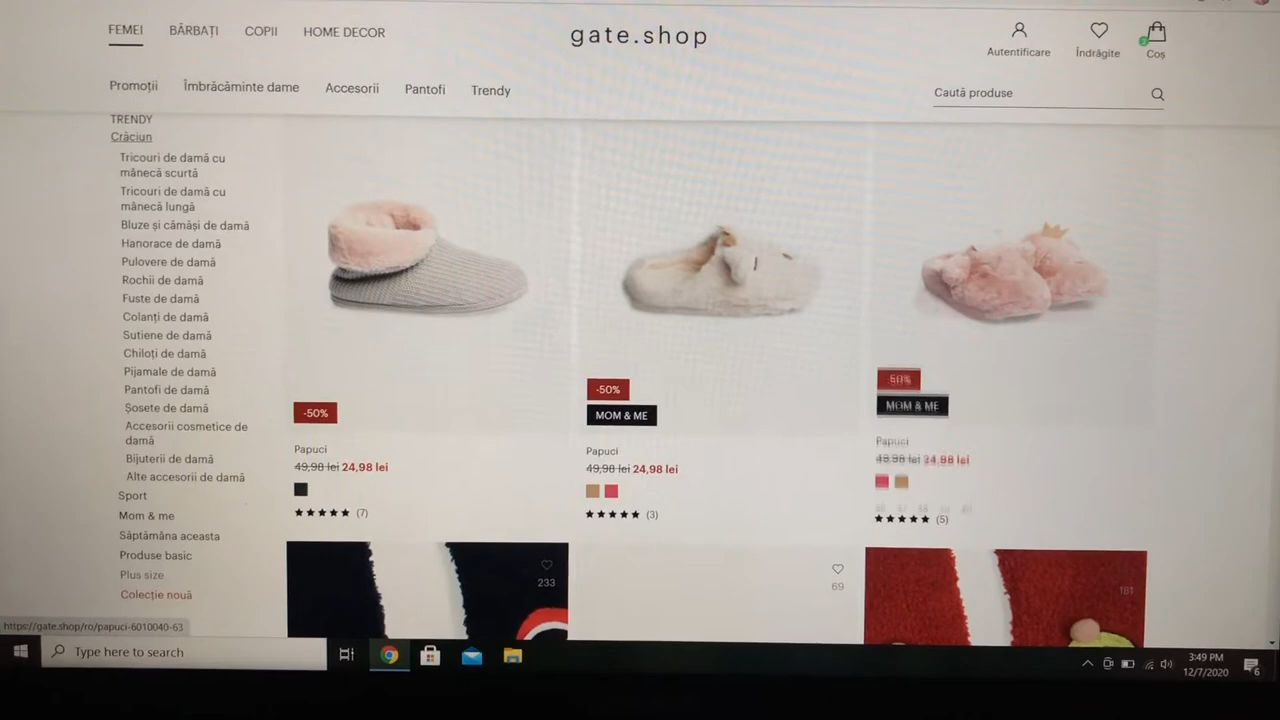 FEMEI BĂRBAȚI COPII HOME DECOR
gate.shop
Autentificare Îndrăgite Coș
2
Promoții Îmbrăcăminte dame Accesorii Pantofi Trendy
Caută produse
TRENDY
Crăciun
Tricouri de damă cu
mânecă scurtă
Tricouri de damă cu
mânecă lungă
Bluze și cămăși de damă
Hanorace de damă
Pulovere de damă
Rochii de damă
Fuste de damă
Colanți de damă
Sutiene de damă
Chiloți de damă
Pijamale de damă
Pantofi de damă
Șosete de damă
Accesorii cosmetice de
damă
Bijuterii de damă
Alte accesorii de damă
Sport
Mom & me
Săptămâna aceasta
Produse basic
Plus size
Colecție nouă
-50%
Papuci
49,98 lei 24,98 lei
(7)
-50%
MOM & ME
Papuci
49,98 lei 24,98 lei
(3)
-50%
MOM & ME
Papuci
49,98 lei 24,98 lei
(5)
233
69
181
https://gate.shop/ro/papuci-6010040-63
Type here to search
3:49 PM
12/7/2020
6